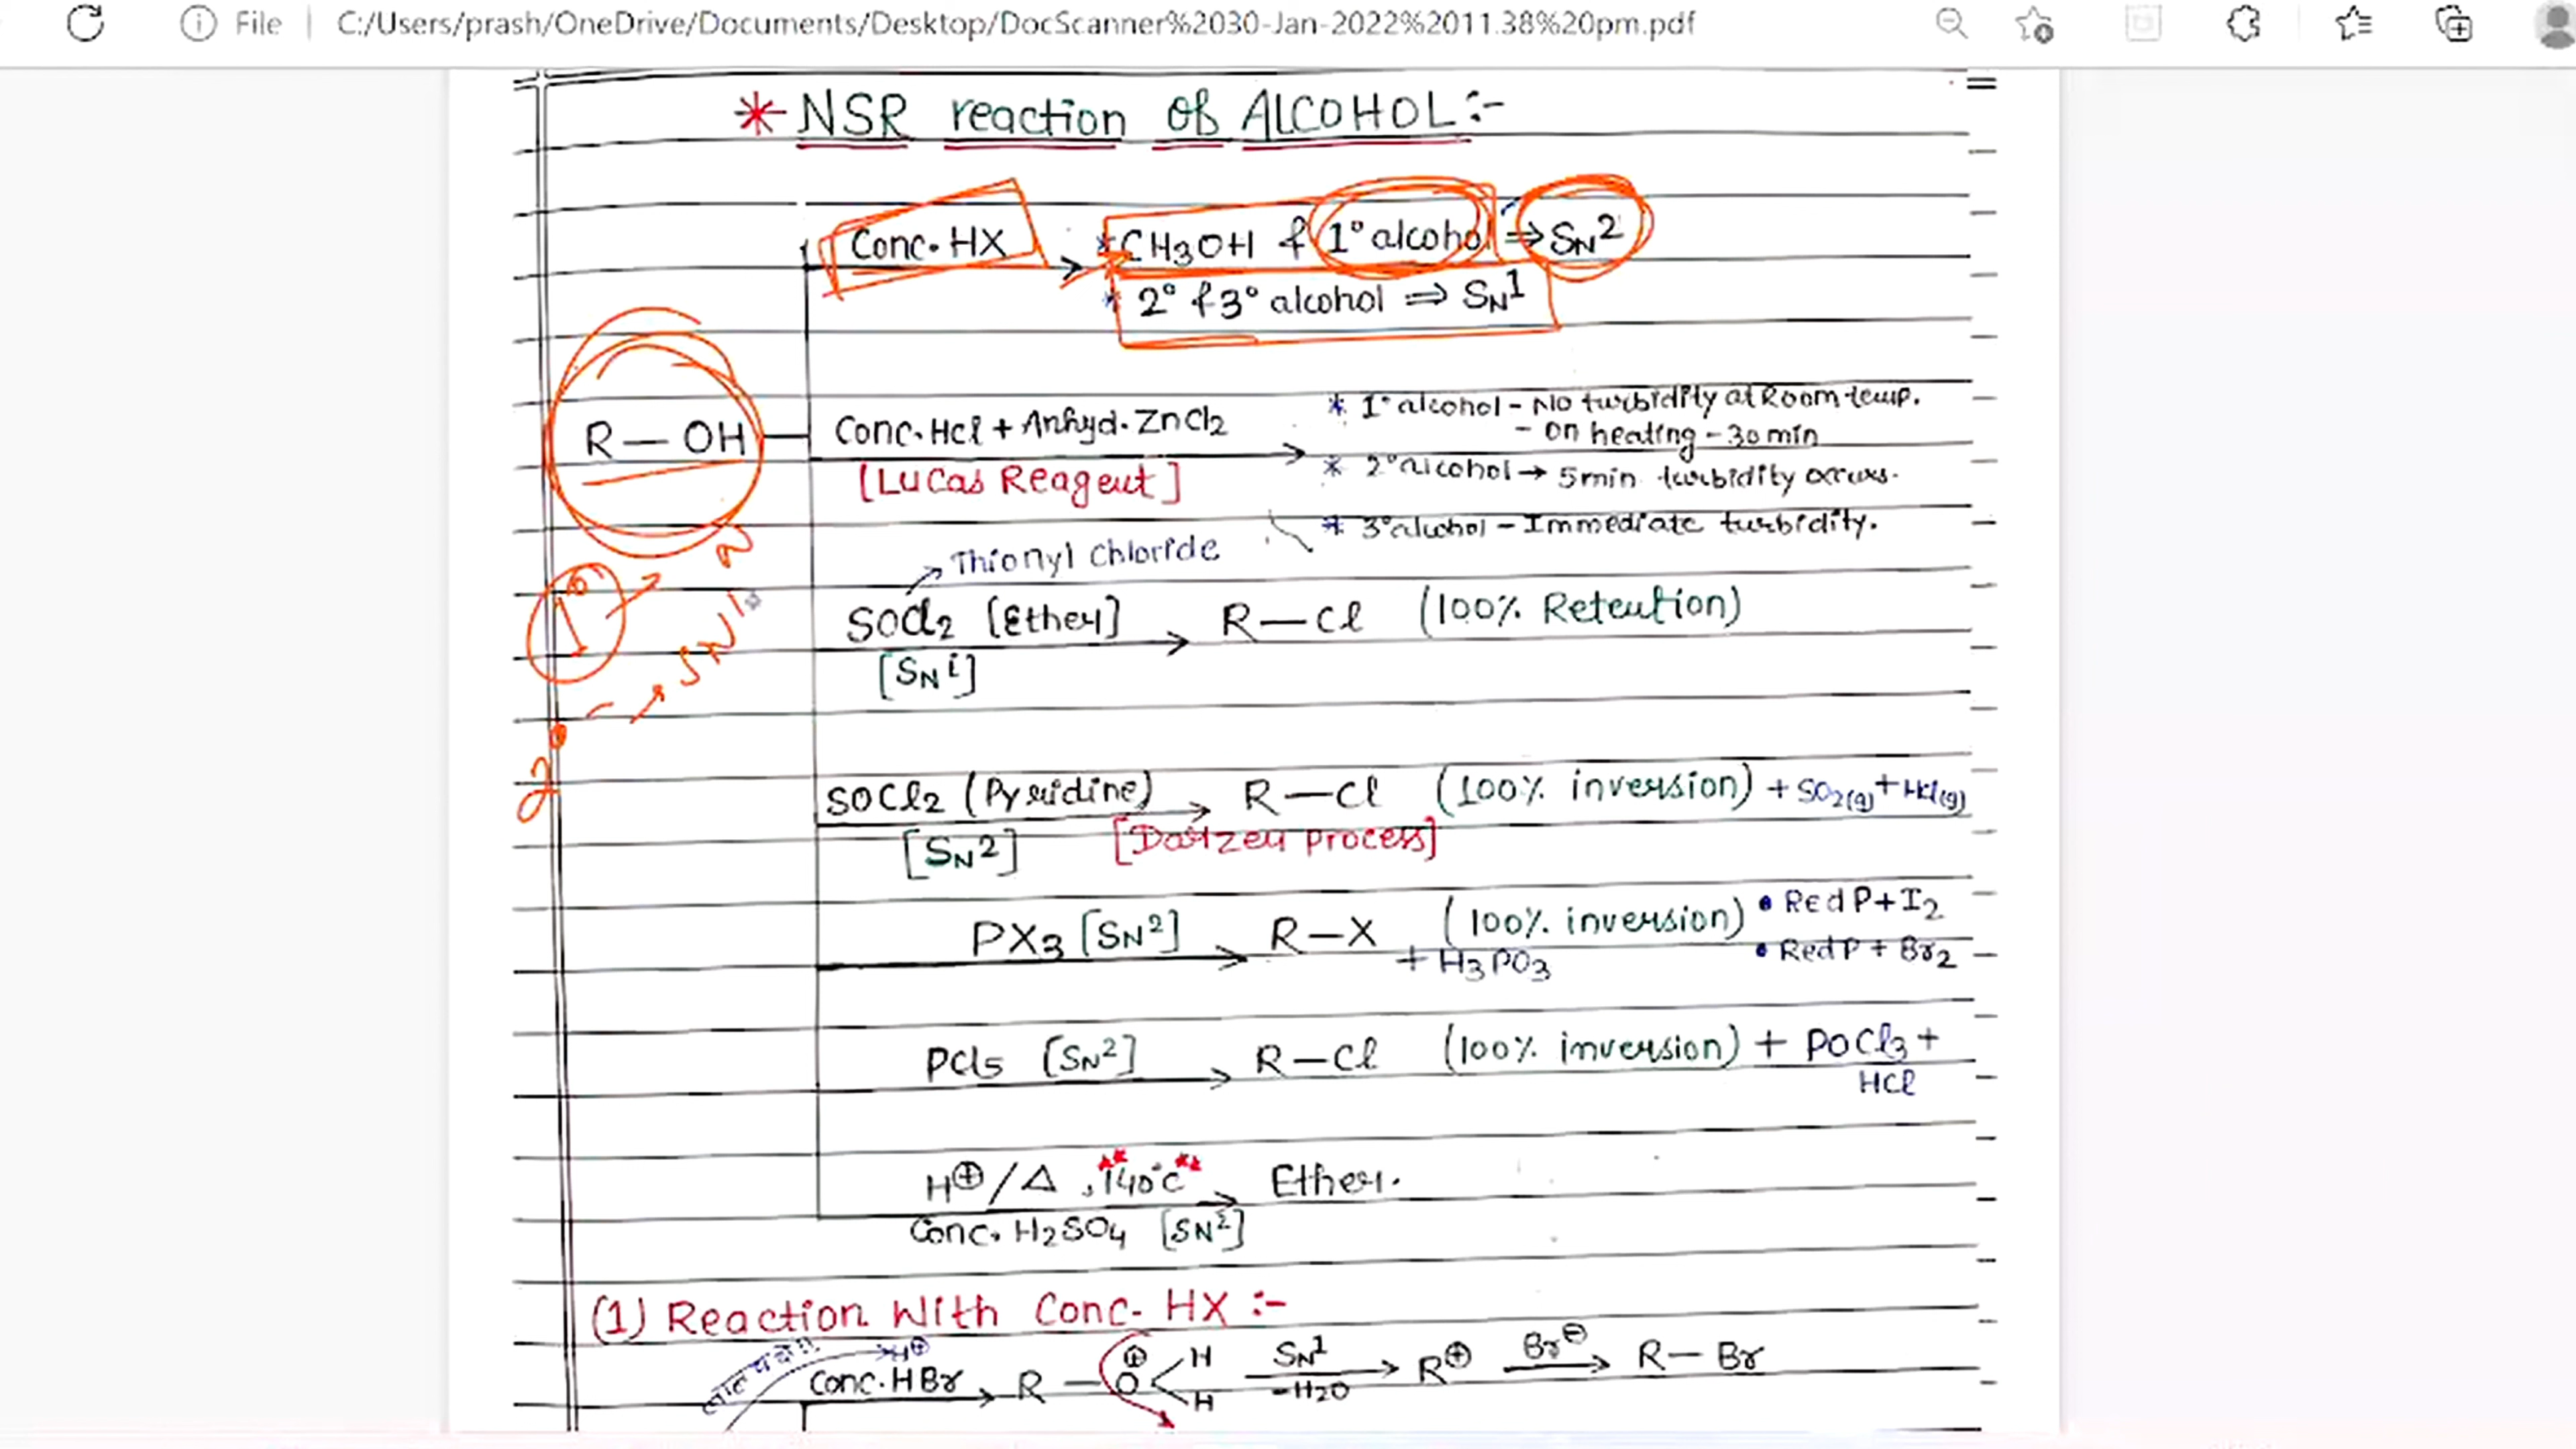 File | C:/Users/prash/OneDrive/Documents/Desktop/DocScanner%2030-Jan-2022%2011.38%20pm.pdf
* NSR reaction of ALCOHOL :-
Conc. HX
* CH3OH & 1° alcohol ⇒ SN2
* 2° & 3° alcohol ⇒ SN1
R — OH
Conc. HCl + Anhyd. ZnCl2
[Lucas Reagent]
* 1° alcohol - No turbidity at Room temp.
- on heating - 30 min
* 2° alcohol → 5 min turbidity occurs.
* 3° alcohol - Immediate turbidity.
1° →
2° → SN1
Thionyl Chloride
SOCl2 [Ether] → R — Cl (100% Retention)
[SNi]
SOCl2 (Pyridine) → R — Cl (100% inversion) + SO2(g) + HCl(g)
[SN2] [Darzen process]
PX3 [SN2] → R — X (100% inversion) • Red P + I2
+ H3PO3 • Red P + Br2
PCl5 [SN2] → R — Cl (100% inversion) + POCl3 +
HCl
H⊕ / Δ , 140°C → Ether.
Conc. H2SO4 [SN2]
(1) Reaction With Conc. HX :-
H⊕
Conc. HBr → R — O⊕ H H SN1 -H2O → R⊕ Br⊖ → R — Br